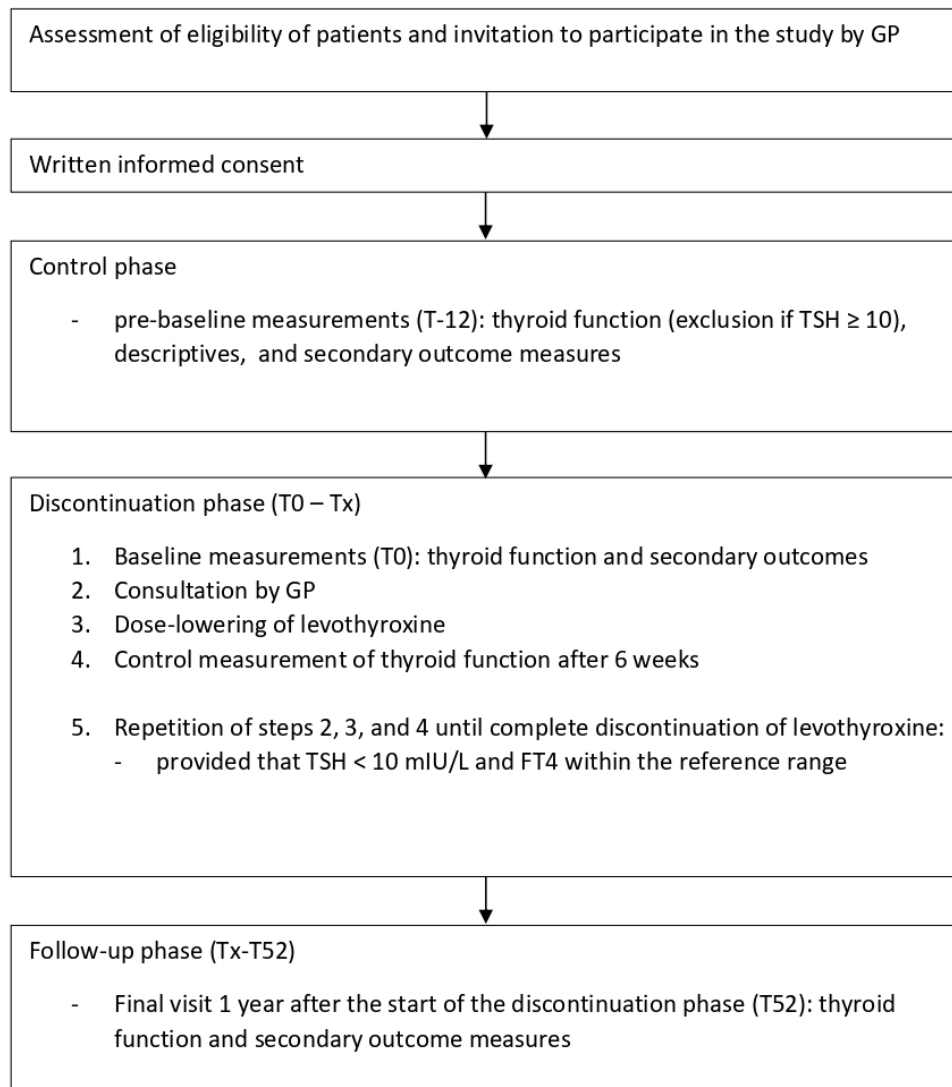 Assessment of eligibility of patients and invitation to participate in the study by GP
Written informed consent
Control phase
- pre-baseline measurements (T-12): thyroid function (exclusion if TSH ≥ 10),
descriptives, and secondary outcome measures
Discontinuation phase (T0 – Tx)
1. Baseline measurements (T0): thyroid function and secondary outcomes
2. Consultation by GP
3. Dose-lowering of levothyroxine
4. Control measurement of thyroid function after 6 weeks
5. Repetition of steps 2, 3, and 4 until complete discontinuation of levothyroxine:
- provided that TSH < 10 mIU/L and FT4 within the reference range
Follow-up phase (Tx-T52)
- Final visit 1 year after the start of the discontinuation phase (T52): thyroid
function and secondary outcome measures